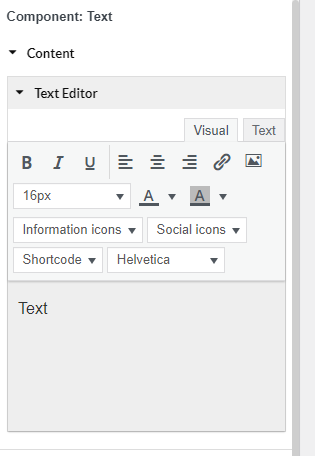 Component: Text
Content
Text Editor
Visual Text
B I U
16px A A
Information icons Social icons
Shortcode Helvetica
Text